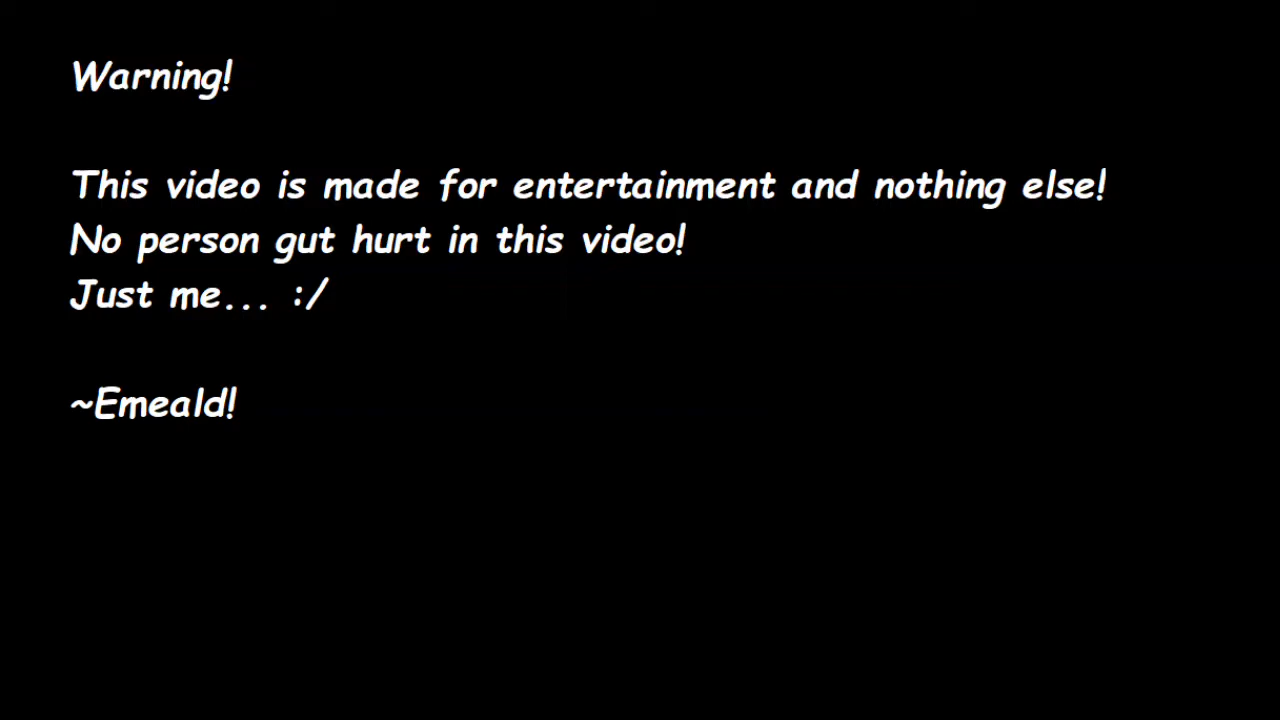 Warning!
This video is made for entertainment and nothing else!
No person gut hurt in this video!
Just me... :/
~Emeald!